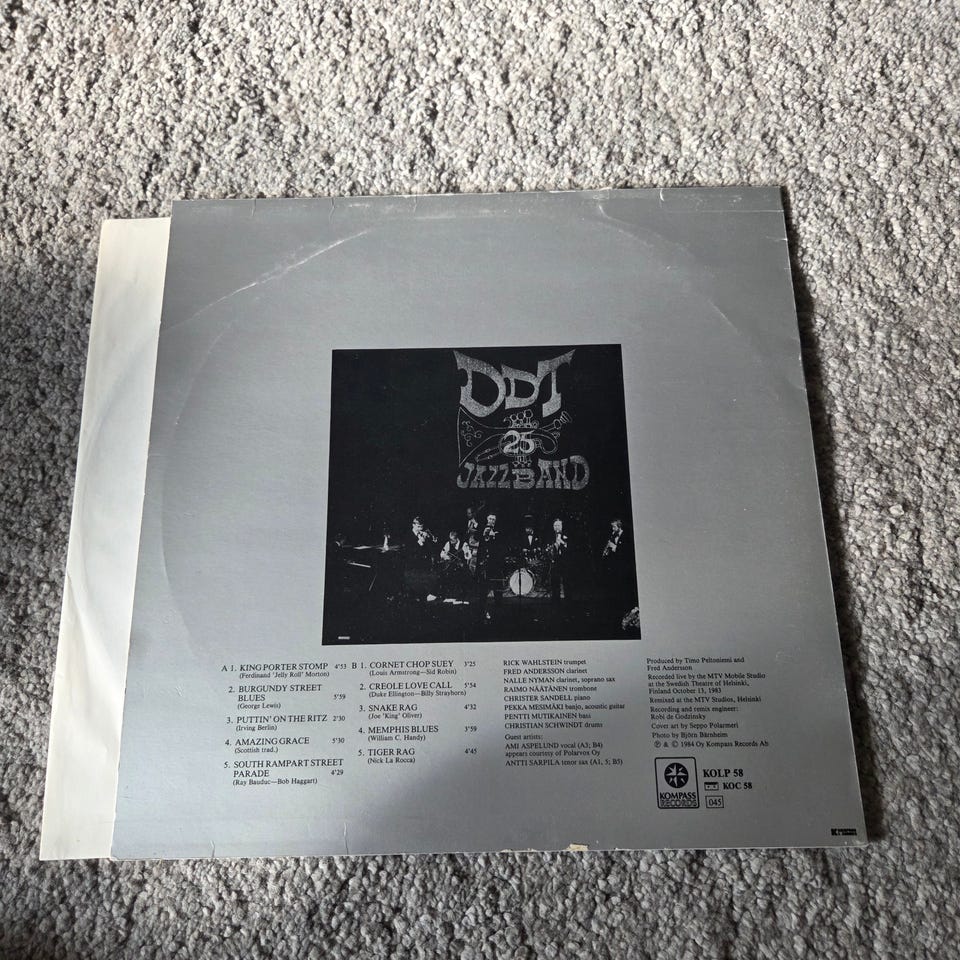 DDT
25
JAZZ BAND
A 1. KING PORTER STOMP 4'53
(Ferdinand 'Jelly Roll' Morton)
2. BURGUNDY STREET
BLUES 5'59
(George Lewis)
3. PUTTIN' ON THE RITZ 2'30
(Irving Berlin)
4. AMAZING GRACE 5'30
(Scottish trad.)
5. SOUTH RAMPART STREET
PARADE 4'29
(Ray Bauduc—Bob Haggart)
B 1. CORNET CHOP SUEY 3'25
(Louis Armstrong—Sid Robin)
2. CREOLE LOVE CALL 5'54
(Duke Ellington—Billy Strayhorn)
3. SNAKE RAG 4'32
(Joe 'King' Oliver)
4. MEMPHIS BLUES 3'59
(William C. Handy)
5. TIGER RAG 4'45
(Nick La Rocca)
RICK WAHLSTEIN trumpet
FRED ANDERSSON clarinet
NALLE NYMAN clarinet, soprano sax
RAIMO NÄÄTÄNEN trombone
CHRISTER SANDELL piano
PEKKA MESIMÄKI banjo, acoustic guitar
PENTTI MUTIKAINEN bass
CHRISTIAN SCHWINDT drums
Guest artists:
AMI ASPELUND vocal (A3; B4)
appears courtesy of Polarvox Oy
ANTTI SARPILA tenor sax (A1, 5; B5)
Produced by Timo Peltoniemi and
Fred Andersson
Recorded live by the MTV Mobile Studio
at the Swedish Theatre of Helsinki,
Finland October 13, 1983
Remixed at the MTV Studios, Helsinki
Recording and remix engineer:
Robi de Godzinsky
Cover art by Seppo Polarmeri
Photo by Björn Bärnheim
℗ & © 1984 Oy Kompass Records Ab
KOMPASS
RECORDS
KOLP 58
KOC 58
045